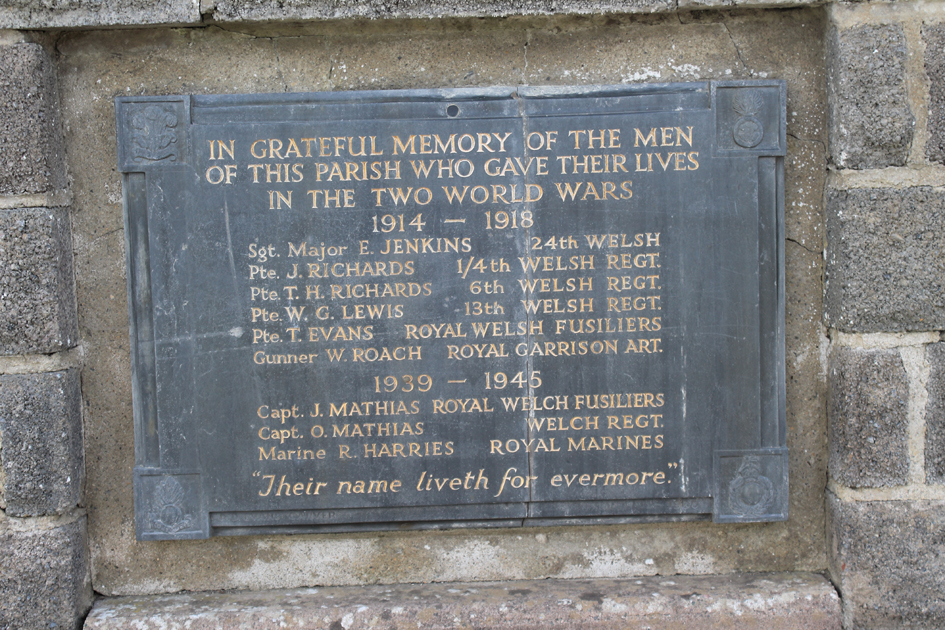 IN GRATEFUL MEMORY OF THE MEN
OF THIS PARISH WHO GAVE THEIR LIVES
IN THE TWO WORLD WARS
1914 — 1918
Sgt. Major E. JENKINS 24th WELSH
Pte. J. RICHARDS 1/4th WELSH REGT.
Pte. T. H. RICHARDS 6th WELSH REGT.
Pte. W. G. LEWIS 13th WELSH REGT.
Pte. T. EVANS ROYAL WELSH FUSILIERS
Gunner W. ROACH ROYAL GARRISON ART.
1939 — 1945
Capt. J. MATHIAS ROYAL WELCH FUSILIERS
Capt. O. MATHIAS WELCH REGT.
Marine R. HARRIES ROYAL MARINES
"Their name liveth for evermore."